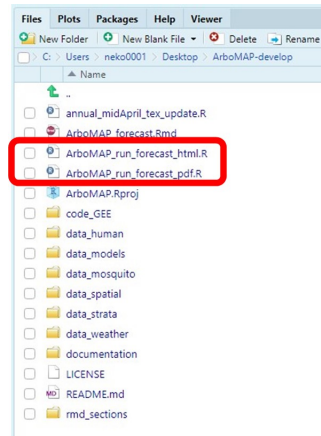 Files Plots Packages Help Viewer
New Folder New Blank File Delete Rename
C: > Users > neko0001 > Desktop > ArboMAP-develop
Name
..
annual_midApril_tex_update.R
ArboMAP_forecast.Rmd
ArboMAP_run_forecast_html.R
ArboMAP_run_forecast_pdf.R
ArboMAP.Rproj
code_GEE
data_human
data_models
data_mosquito
data_spatial
data_strata
data_weather
documentation
LICENSE
README.md
rmd_sections